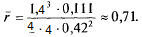 r̄ = (1,4³ · 0,111) / (4 · 4 · 0,42²) ≈ 0,71.